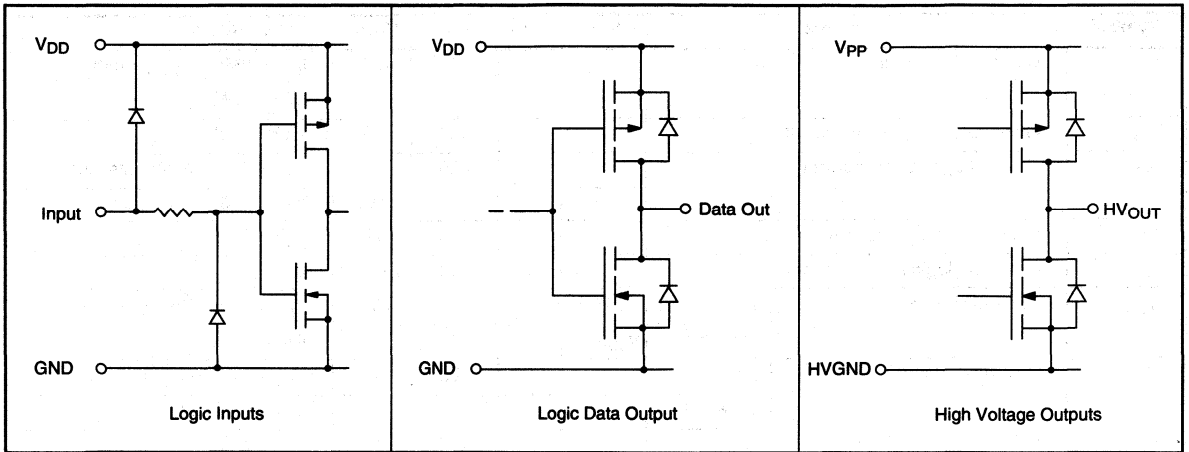 VDD
Input
GND
Logic Inputs
VDD
Data Out
GND
Logic Data Output
VPP
HVOUT
HVGND
High Voltage Outputs